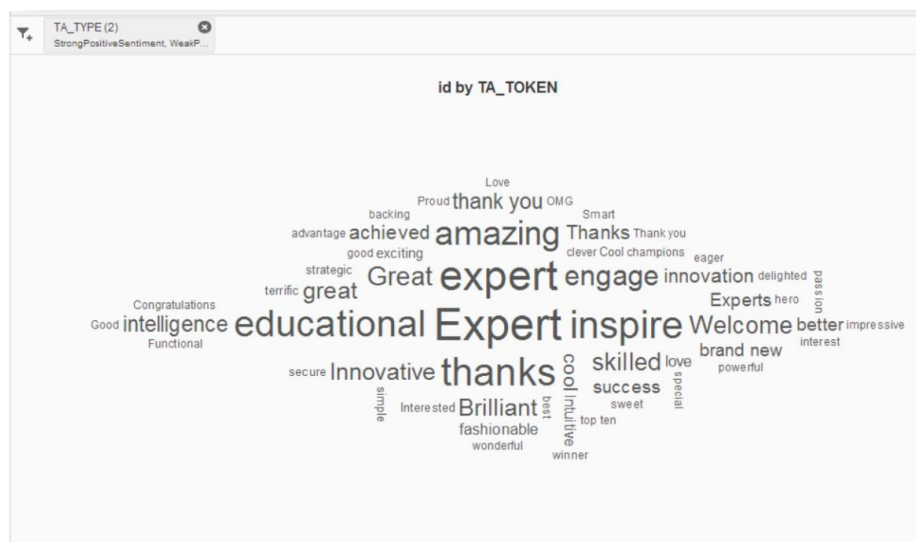 TA_TYPE (2)
StrongPositiveSentiment, WeakP...
id by TA_TOKEN
Love
Proud thank you OMG
backing Smart
advantage achieved amazing Thanks Thank you
good exciting clever Cool champions
eager
strategic Great expert engage innovation delighted
passion
terrific great Experts hero
Congratulations
Good intelligence educational Expert inspire Welcome better impressive
Functional interest
brand new
secure Innovative thanks cool skilled love powerful
special
simple success
Interested Brilliant best Intuitive sweet
fashionable top ten
wonderful
winner